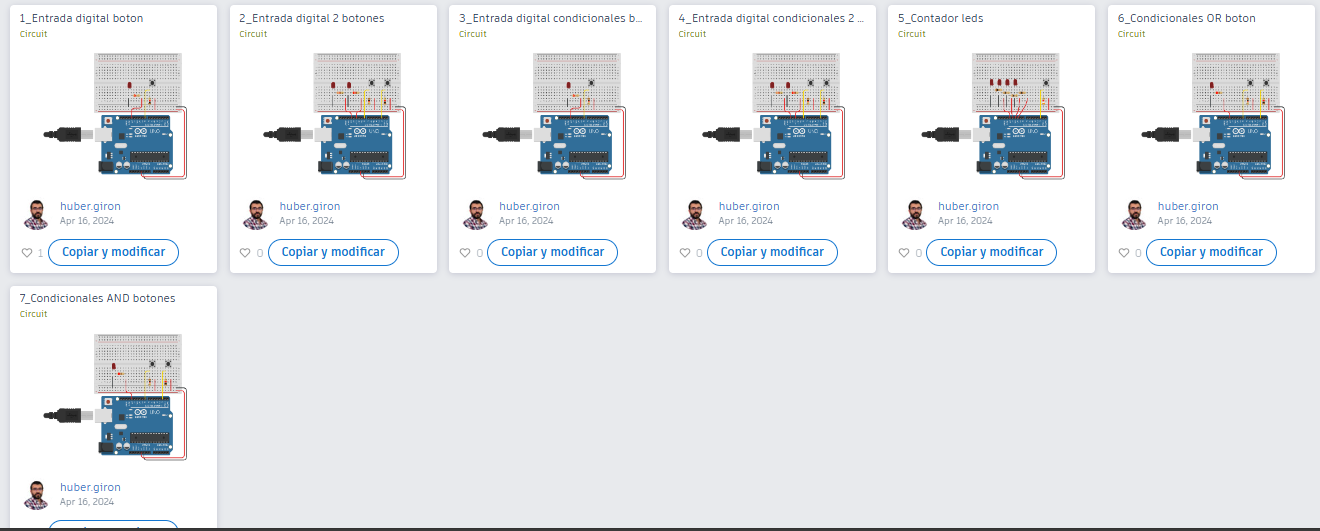 1_Entrada digital boton
Circuit
huber.giron
Apr 16, 2024
1
Copiar y modificar
2_Entrada digital 2 botones
Circuit
huber.giron
Apr 16, 2024
0
Copiar y modificar
3_Entrada digital condicionales b...
Circuit
huber.giron
Apr 16, 2024
0
Copiar y modificar
4_Entrada digital condicionales 2 ...
Circuit
huber.giron
Apr 16, 2024
0
Copiar y modificar
5_Contador leds
Circuit
huber.giron
Apr 16, 2024
0
Copiar y modificar
6_Condicionales OR boton
Circuit
huber.giron
Apr 16, 2024
0
Copiar y modificar
7_Condicionales AND botones
Circuit
huber.giron
Apr 16, 2024